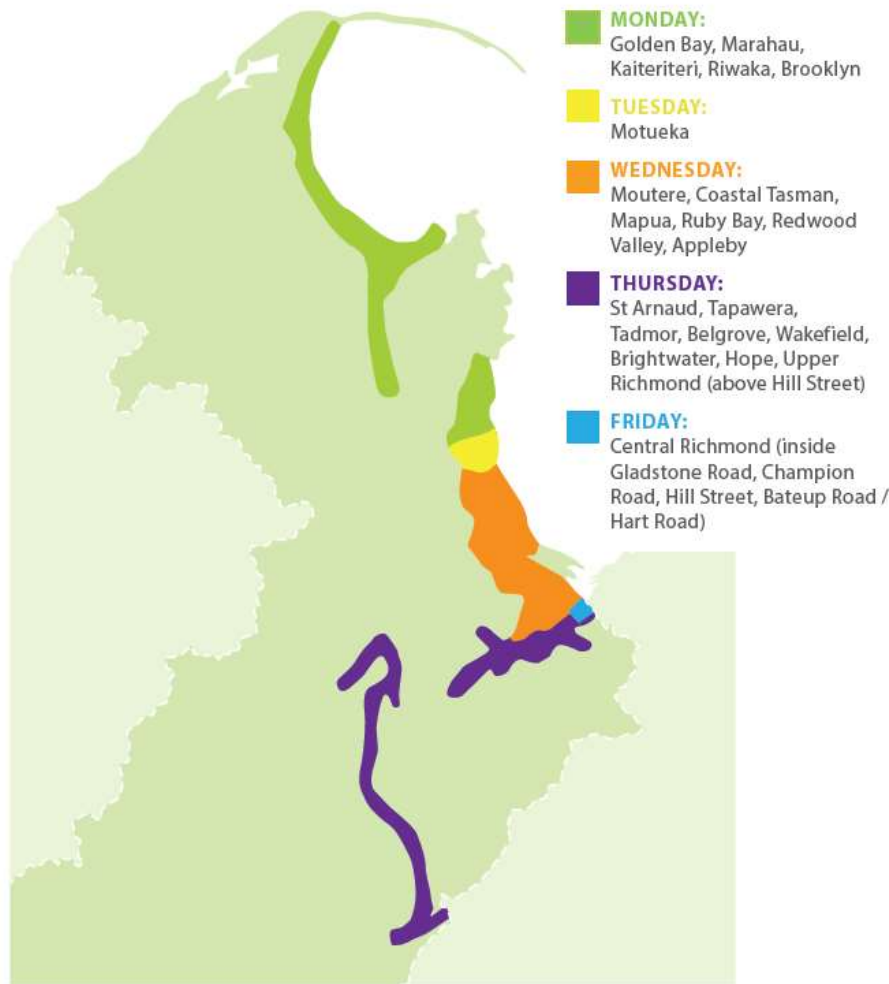 MONDAY:
Golden Bay, Marahau,
Kaiteriteri, Riwaka, Brooklyn
TUESDAY:
Motueka
WEDNESDAY:
Moutere, Coastal Tasman,
Mapua, Ruby Bay, Redwood
Valley, Appleby
THURSDAY:
St Arnaud, Tapawera,
Tadmor, Belgrove, Wakefield,
Brightwater, Hope, Upper
Richmond (above Hill Street)
FRIDAY:
Central Richmond (inside
Gladstone Road, Champion
Road, Hill Street, Bateup Road /
Hart Road)